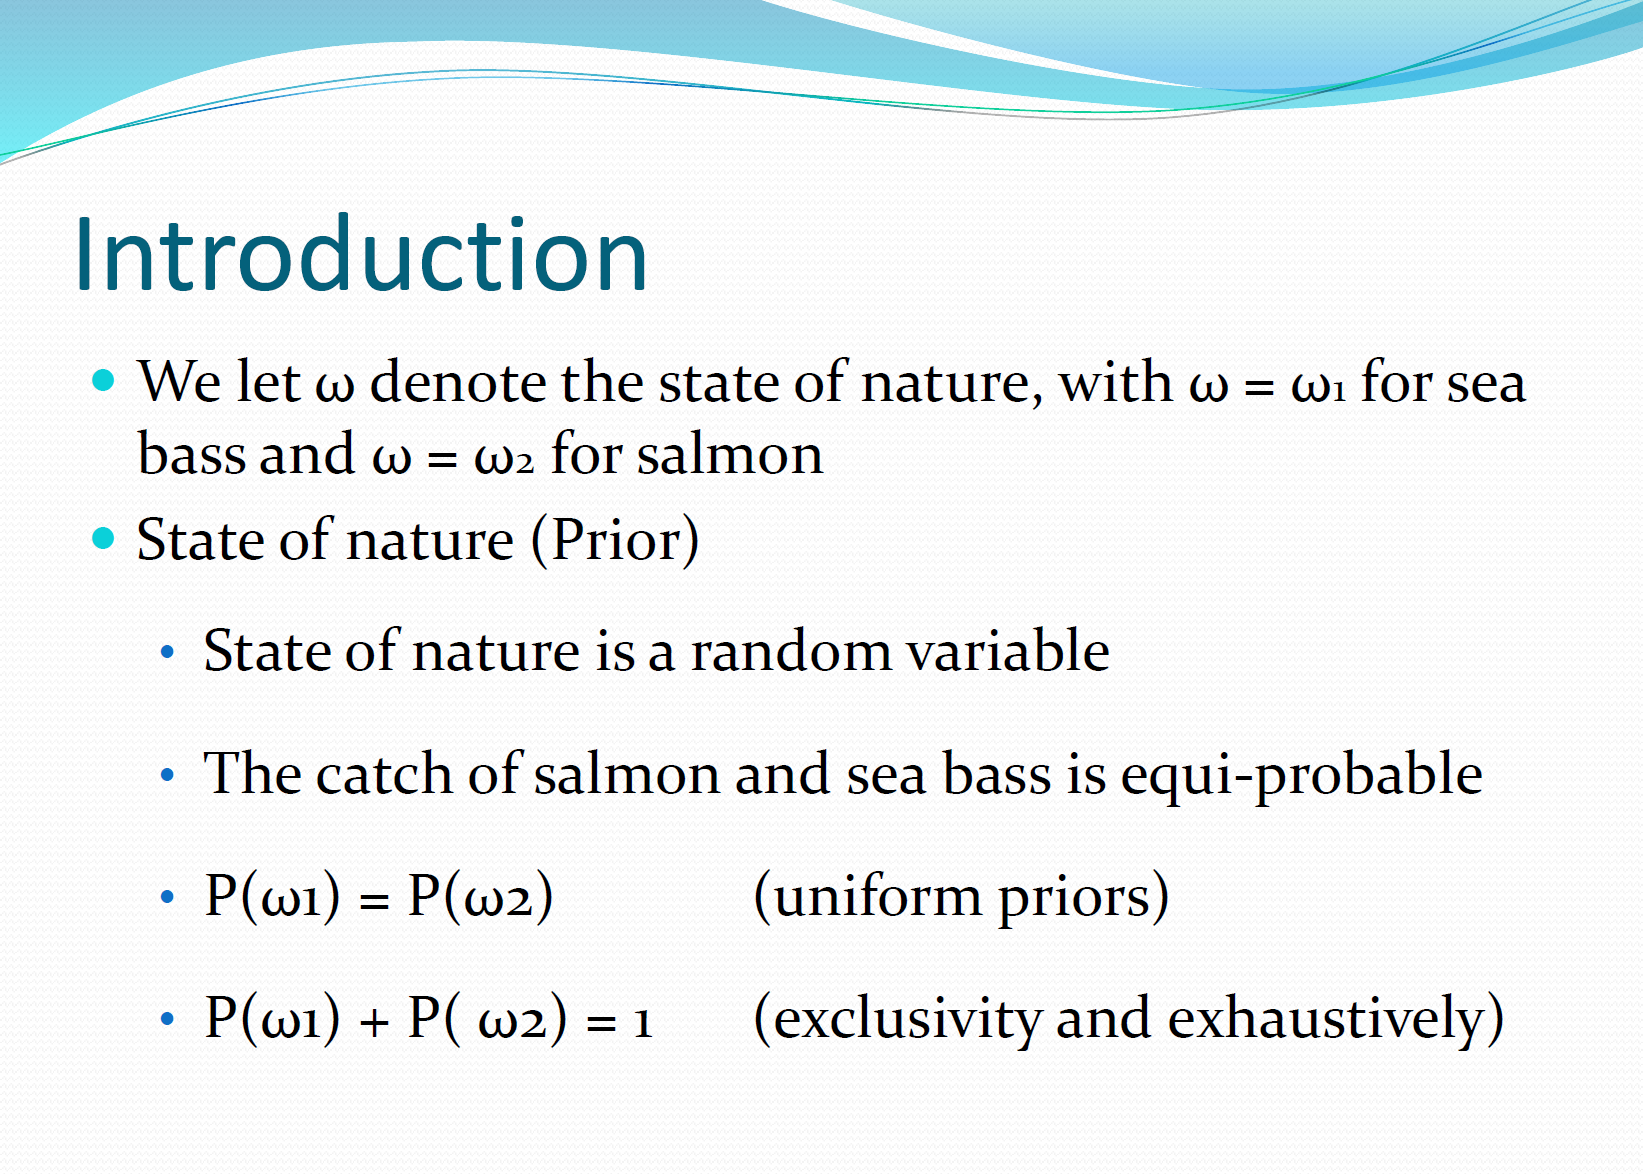 Introduction
• We let ω denote the state of nature, with ω = ω₁ for sea
bass and ω = ω₂ for salmon
• State of nature (Prior)
• State of nature is a random variable
• The catch of salmon and sea bass is equi-probable
• P(ω1) = P(ω2) (uniform priors)
• P(ω1) + P( ω2) = 1 (exclusivity and exhaustively)